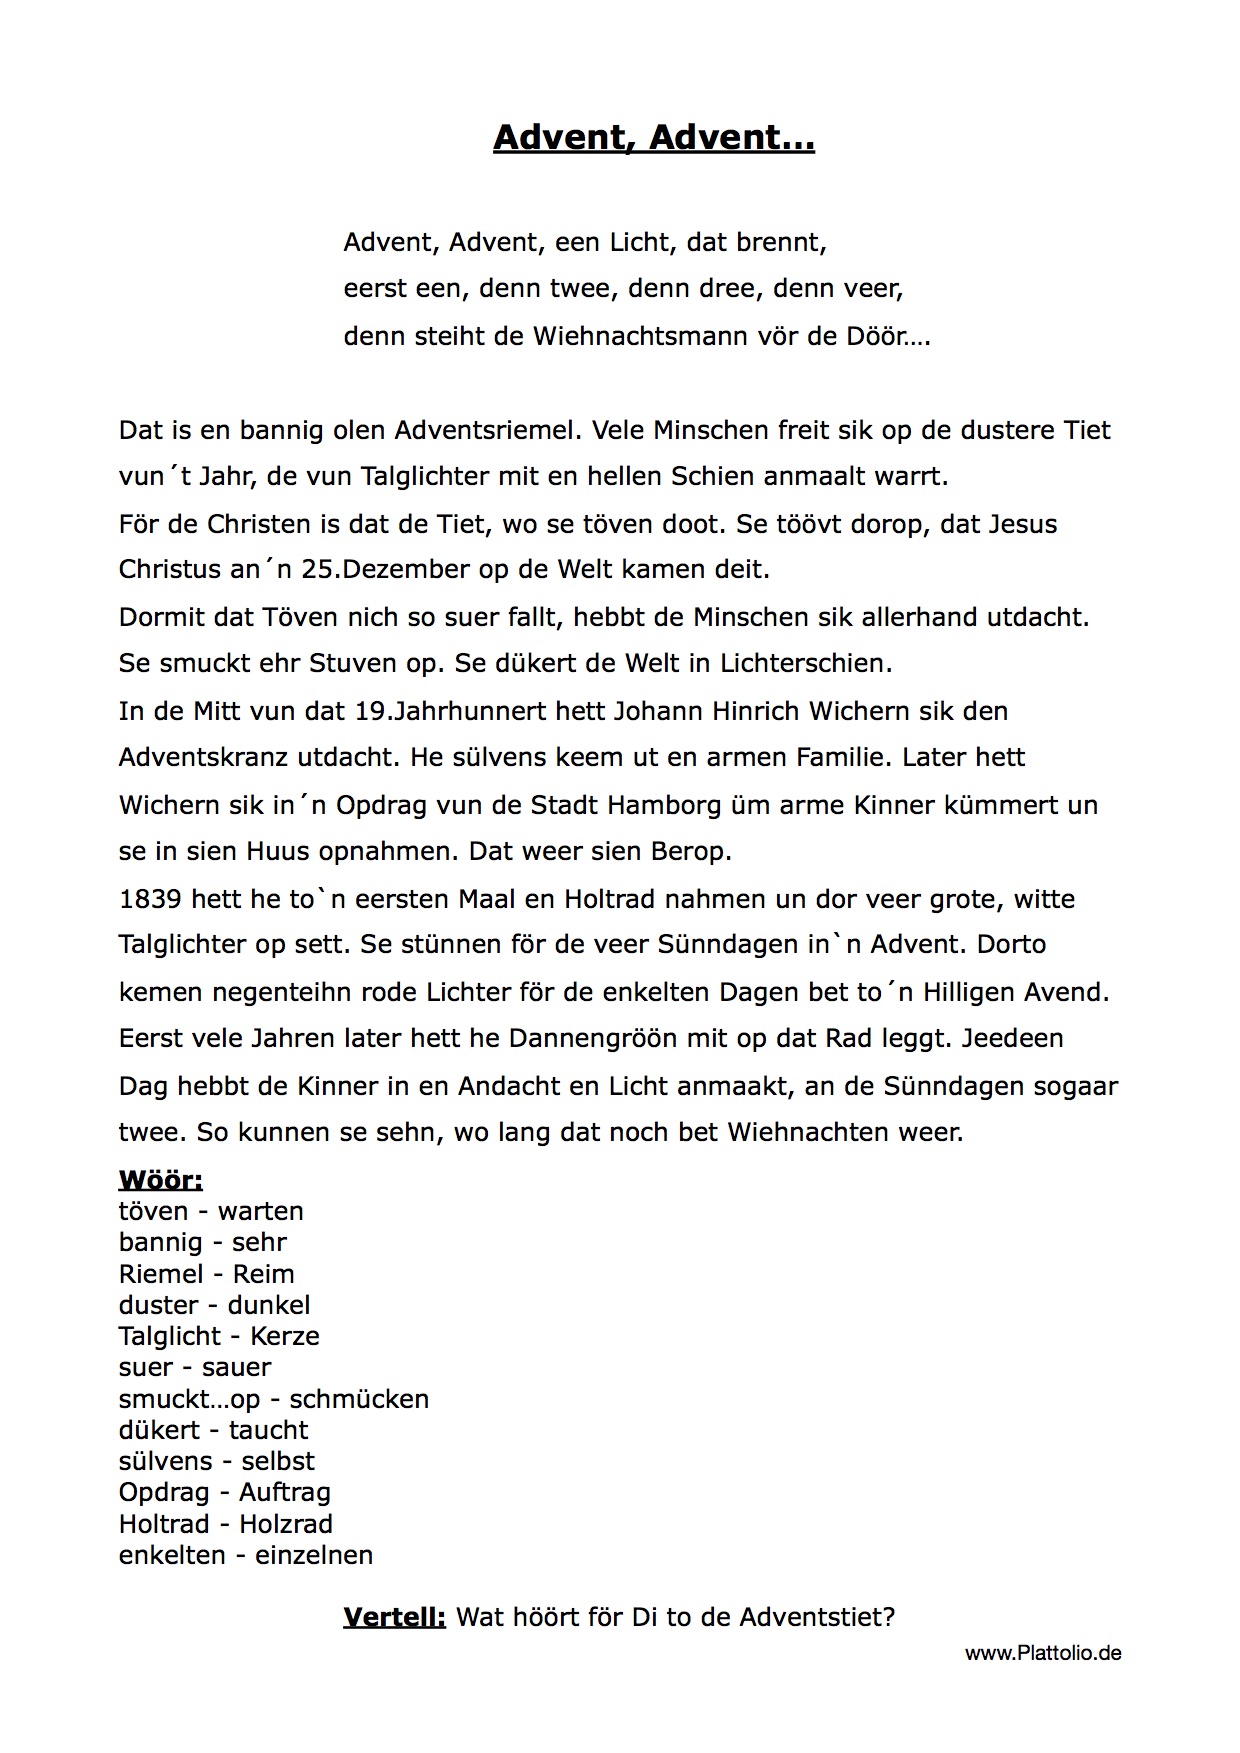 Advent, Advent...
Advent, Advent, een Licht, dat brennt,
eerst een, denn twee, denn dree, denn veer,
denn steiht de Wiehnachtsmann vör de Döör....
Dat is en bannig olen Adventsriemel. Vele Minschen freit sik op de dustere Tiet
vun´t Jahr, de vun Talglichter mit en hellen Schien anmaalt warrt.
För de Christen is dat de Tiet, wo se töven doot. Se töövt dorop, dat Jesus
Christus an´n 25.Dezember op de Welt kamen deit.
Dormit dat Töven nich so suer fallt, hebbt de Minschen sik allerhand utdacht.
Se smuckt ehr Stuven op. Se dükert de Welt in Lichterschien.
In de Mitt vun dat 19.Jahrhunnert hett Johann Hinrich Wichern sik den
Adventskranz utdacht. He sülvens keem ut en armen Familie. Later hett
Wichern sik in´n Opdrag vun de Stadt Hamborg üm arme Kinner kümmert un
se in sien Huus opnahmen. Dat weer sien Berop.
1839 hett he to`n eersten Maal en Holtrad nahmen un dor veer grote, witte
Talglichter op sett. Se stünnen för de veer Sünndagen in`n Advent. Dorto
kemen negenteihn rode Lichter för de enkelten Dagen bet to´n Hilligen Avend.
Eerst vele Jahren later hett he Dannengröön mit op dat Rad leggt. Jeedeen
Dag hebbt de Kinner in en Andacht en Licht anmaakt, an de Sünndagen sogaar
twee. So kunnen se sehn, wo lang dat noch bet Wiehnachten weer.
Wöör:
töven - warten
bannig - sehr
Riemel - Reim
duster - dunkel
Talglicht - Kerze
suer - sauer
smuckt...op - schmücken
dükert - taucht
sülvens - selbst
Opdrag - Auftrag
Holtrad - Holzrad
enkelten - einzelnen
Vertell: Wat höört för Di to de Adventstiet?
www.Plattolio.de